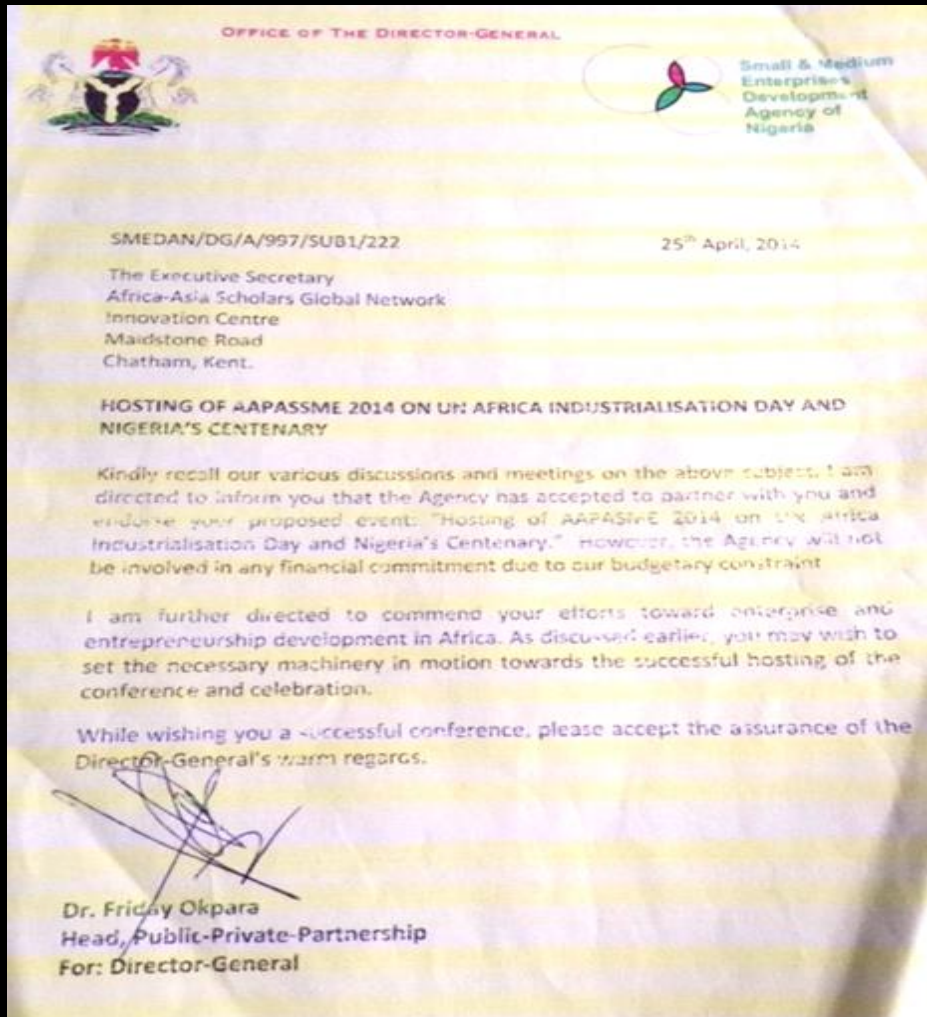 OFFICE OF THE DIRECTOR-GENERAL
Small & Medium
Enterprises
Development
Agency of
Nigeria
SMEDAN/DG/A/997/SUB1/222
25th April, 2014
The Executive Secretary
Africa-Asia Scholars Global Network
Innovation Centre
Maidstone Road
Chatham, Kent.
HOSTING OF AAPASSME 2014 ON UN AFRICA INDUSTRIALISATION DAY AND
NIGERIA'S CENTENARY
Kindly recall our various discussions and meetings on the above subject. I am
directed to inform you that the Agency has accepted to partner with you and
endorse your proposed event: "Hosting of AAPASME 2014 on UN Africa
Industrialisation Day and Nigeria's Centenary." However, the Agency will not
be involved in any financial commitment due to our budgetary constraint
I am further directed to commend your efforts toward enterprise and
entrepreneurship development in Africa. As discussed earlier, you may wish to
set the necessary machinery in motion towards the successful hosting of the
conference and celebration.
While wishing you a successful conference, please accept the assurance of the
Director-General's warm regards.
Dr. Friday Okpara
Head, Public-Private-Partnership
For: Director-General